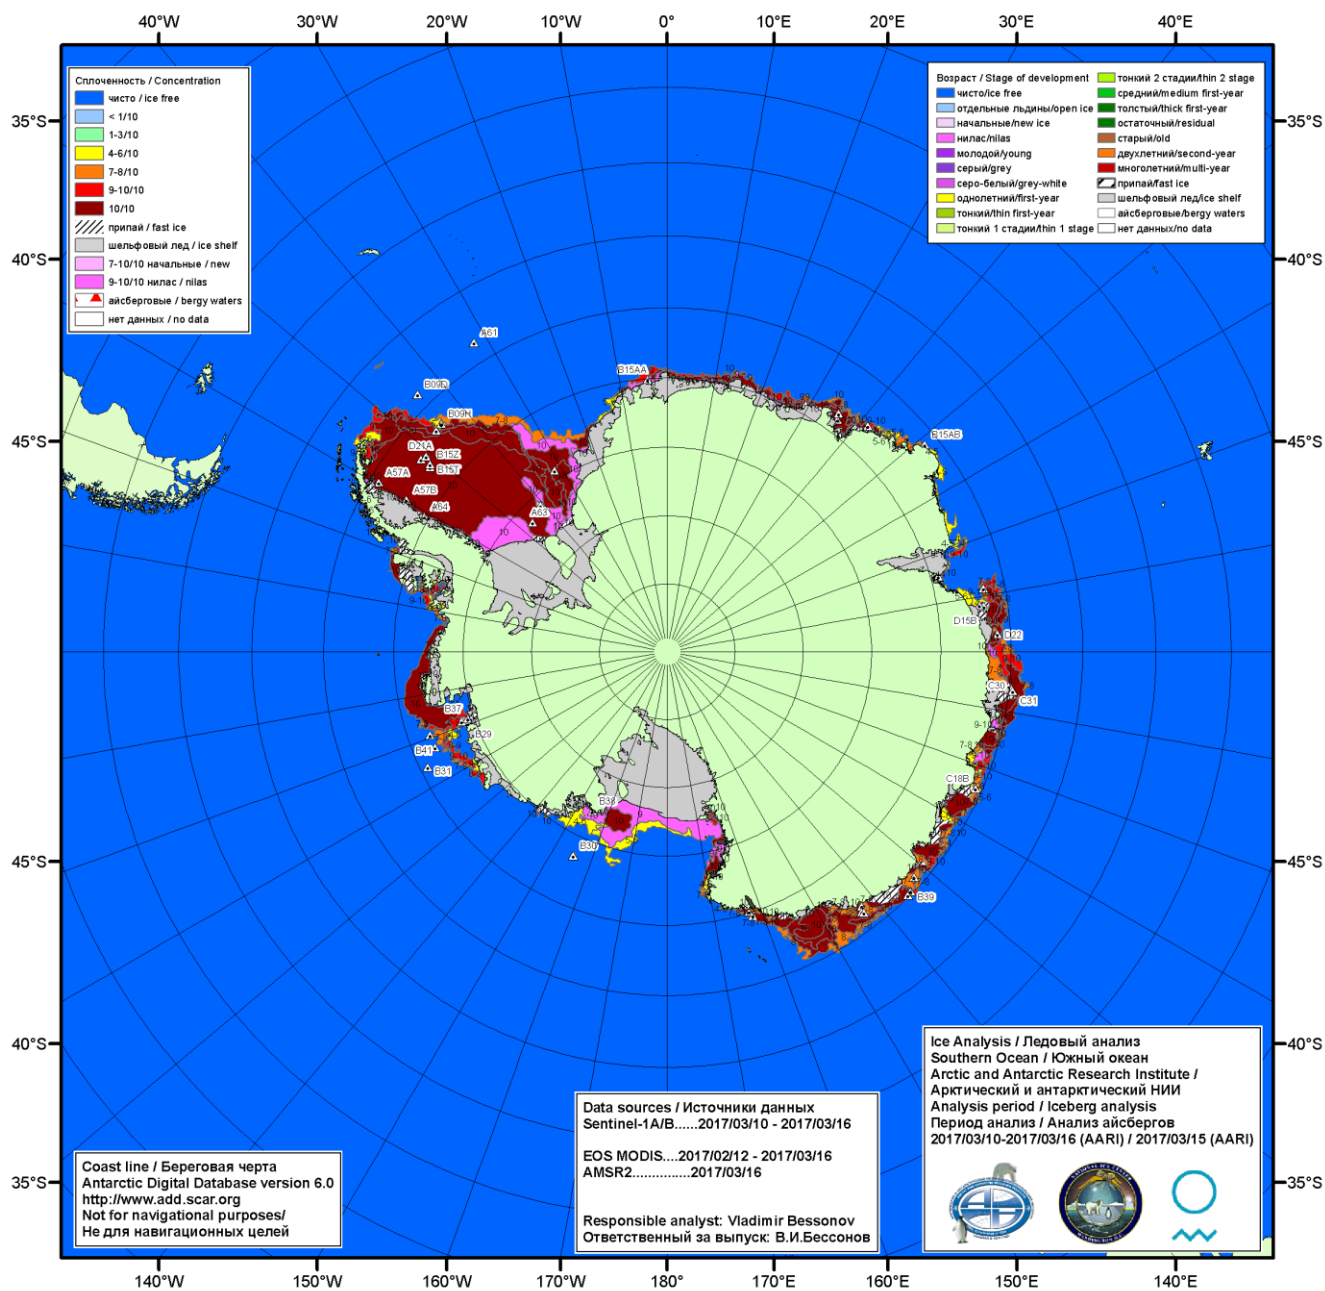 40°W 30°W 20°W 10°W 0° 10°E 20°E 30°E 40°E
Сплоченность / Concentration
чисто / ice free
< 1/10
1-3/10
4-6/10
7-8/10
9-10/10
10/10
припай / fast ice
шельфовый лед / ice shelf
7-10/10 начальные / new
9-10/10 нилас / nilas
айсберговые / bergy waters
нет данных / no data
Возраст / Stage of development
чисто/ice free
отдельные льдины/open ice
начальные/new ice
нилас/nilas
молодой/young
серый/grey
серо-белый/grey-white
однолетний/first-year
тонкий/thin first-year
тонкий 1 стадии/thin 1 stage
тонкий 2 стадии/thin 2 stage
средний/medium first-year
толстый/thick first-year
остаточный/residual
старый/old
двухлетний/second-year
многолетний/multi-year
припай/fast ice
шельфовый лед/ice shelf
айсберговые/bergy waters
нет данных/no data
35°S 35°S
40°S 40°S
45°S 45°S
A61
B15AA
B09D
B09H
D21A
B15Z
B15T
A57A
A57B
A64
A63
B15AB
D15B
D22
C30
C31
B37
B29
B41
B31
C18B
B38
B30
B39
45°S 45°S
40°S 40°S
35°S 35°S
Coast line / Береговая черта
Antarctic Digital Database version 6.0
http://www.add.scar.org
Not for navigational purposes/
Не для навигационных целей
Data sources / Источники данных
Sentinel-1A/B......2017/03/10 - 2017/03/16
EOS MODIS....2017/02/12 - 2017/03/16
AMSR2...............2017/03/16
Responsible analyst: Vladimir Bessonov
Ответственный за выпуск: В.И.Бессонов
Ice Analysis / Ледовый анализ
Southern Ocean / Южный океан
Arctic and Antarctic Research Institute /
Арктический и антарктический НИИ
Analysis period / Iceberg analysis
Период анализ / Анализ айсбергов
2017/03/10-2017/03/16 (AARI) / 2017/03/15 (AARI)
140°W 150°W 160°W 170°W 180° 170°E 160°E 150°E 140°E